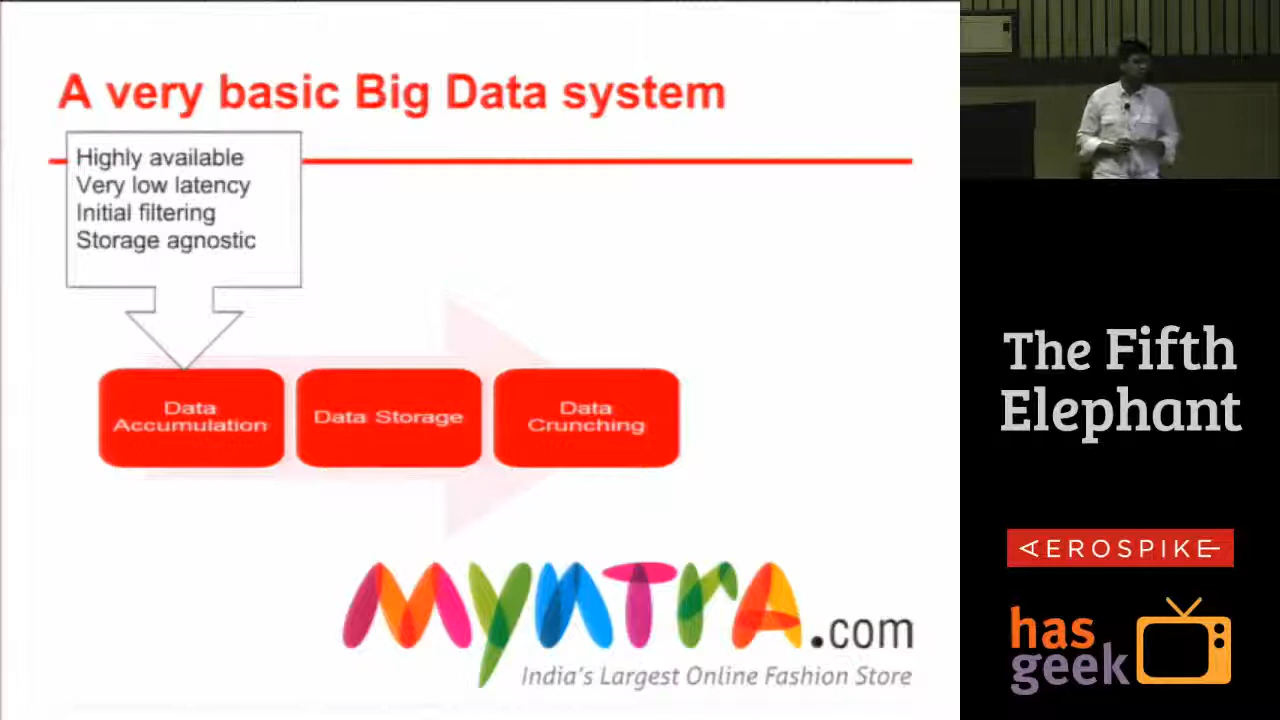 A very basic Big Data system
Highly available
Very low latency
Initial filtering
Storage agnostic
Data
Accumulation
Data Storage
Data
Crunching
myntra.com
India's Largest Online Fashion Store
The Fifth
Elephant
AEROSPIKE
has
geek